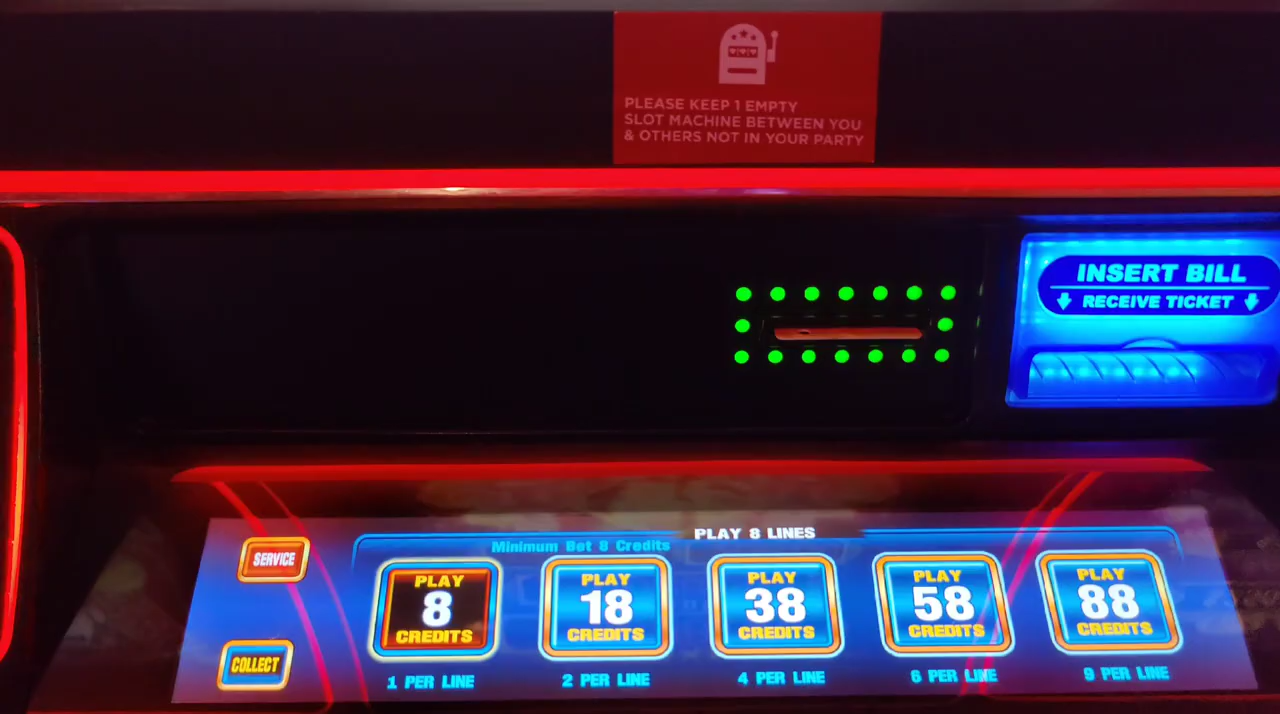 PLEASE KEEP 1 EMPTY
SLOT MACHINE BETWEEN YOU
& OTHERS NOT IN YOUR PARTY
INSERT BILL
RECEIVE TICKET
PLAY 8 LINES
Minimum Bet 8 Credits
SERVICE
PLAY
8
CREDITS
PLAY
18
CREDITS
PLAY
38
CREDITS
PLAY
58
CREDITS
PLAY
88
CREDITS
COLLECT
1 PER LINE
2 PER LINE
4 PER LINE
6 PER LINE
9 PER LINE